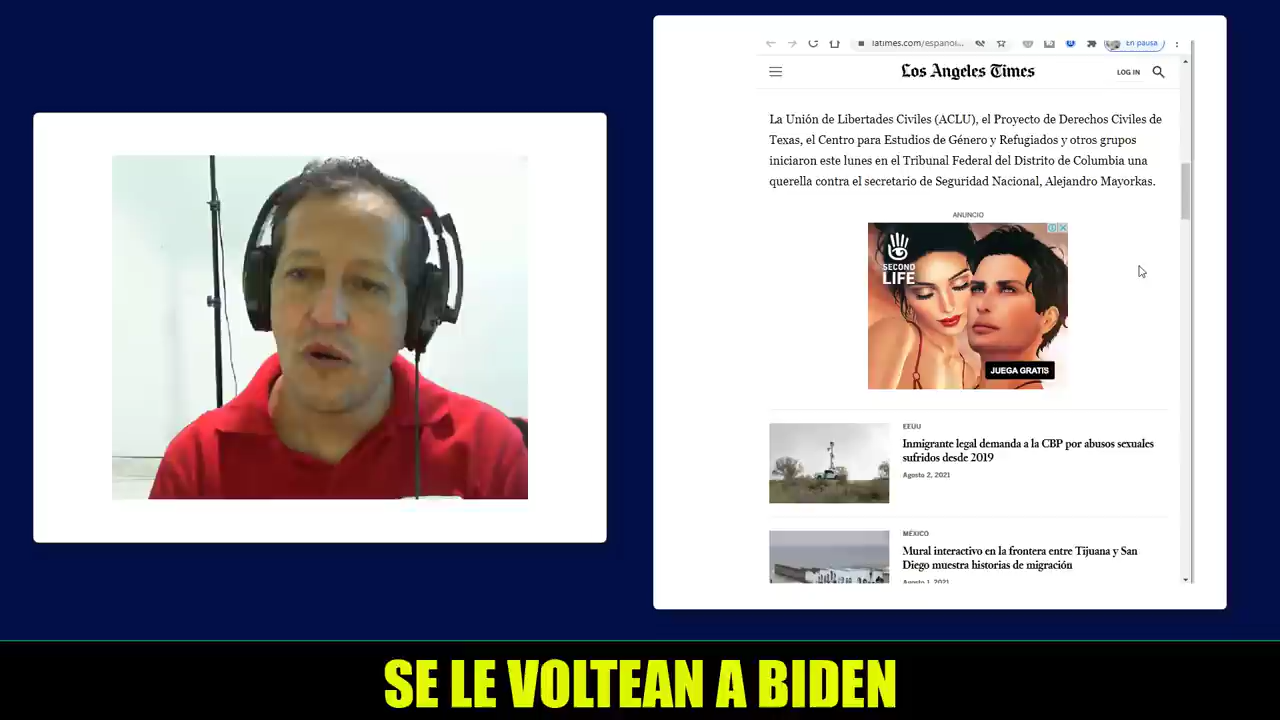 latimes.com/espanol...
En pausa
Los Angeles Times
LOG IN
La Unión de Libertades Civiles (ACLU), el Proyecto de Derechos Civiles de
Texas, el Centro para Estudios de Género y Refugiados y otros grupos
iniciaron este lunes en el Tribunal Federal del Distrito de Columbia una
querella contra el secretario de Seguridad Nacional, Alejandro Mayorkas.
ANUNCIO
SECOND
LIFE
JUEGA GRATIS
EEUU
Inmigrante legal demanda a la CBP por abusos sexuales
sufridos desde 2019
Agosto 2, 2021
MÉXICO
Mural interactivo en la frontera entre Tijuana y San
Diego muestra historias de migración
Agosto 1, 2021
SE LE VOLTEAN A BIDEN